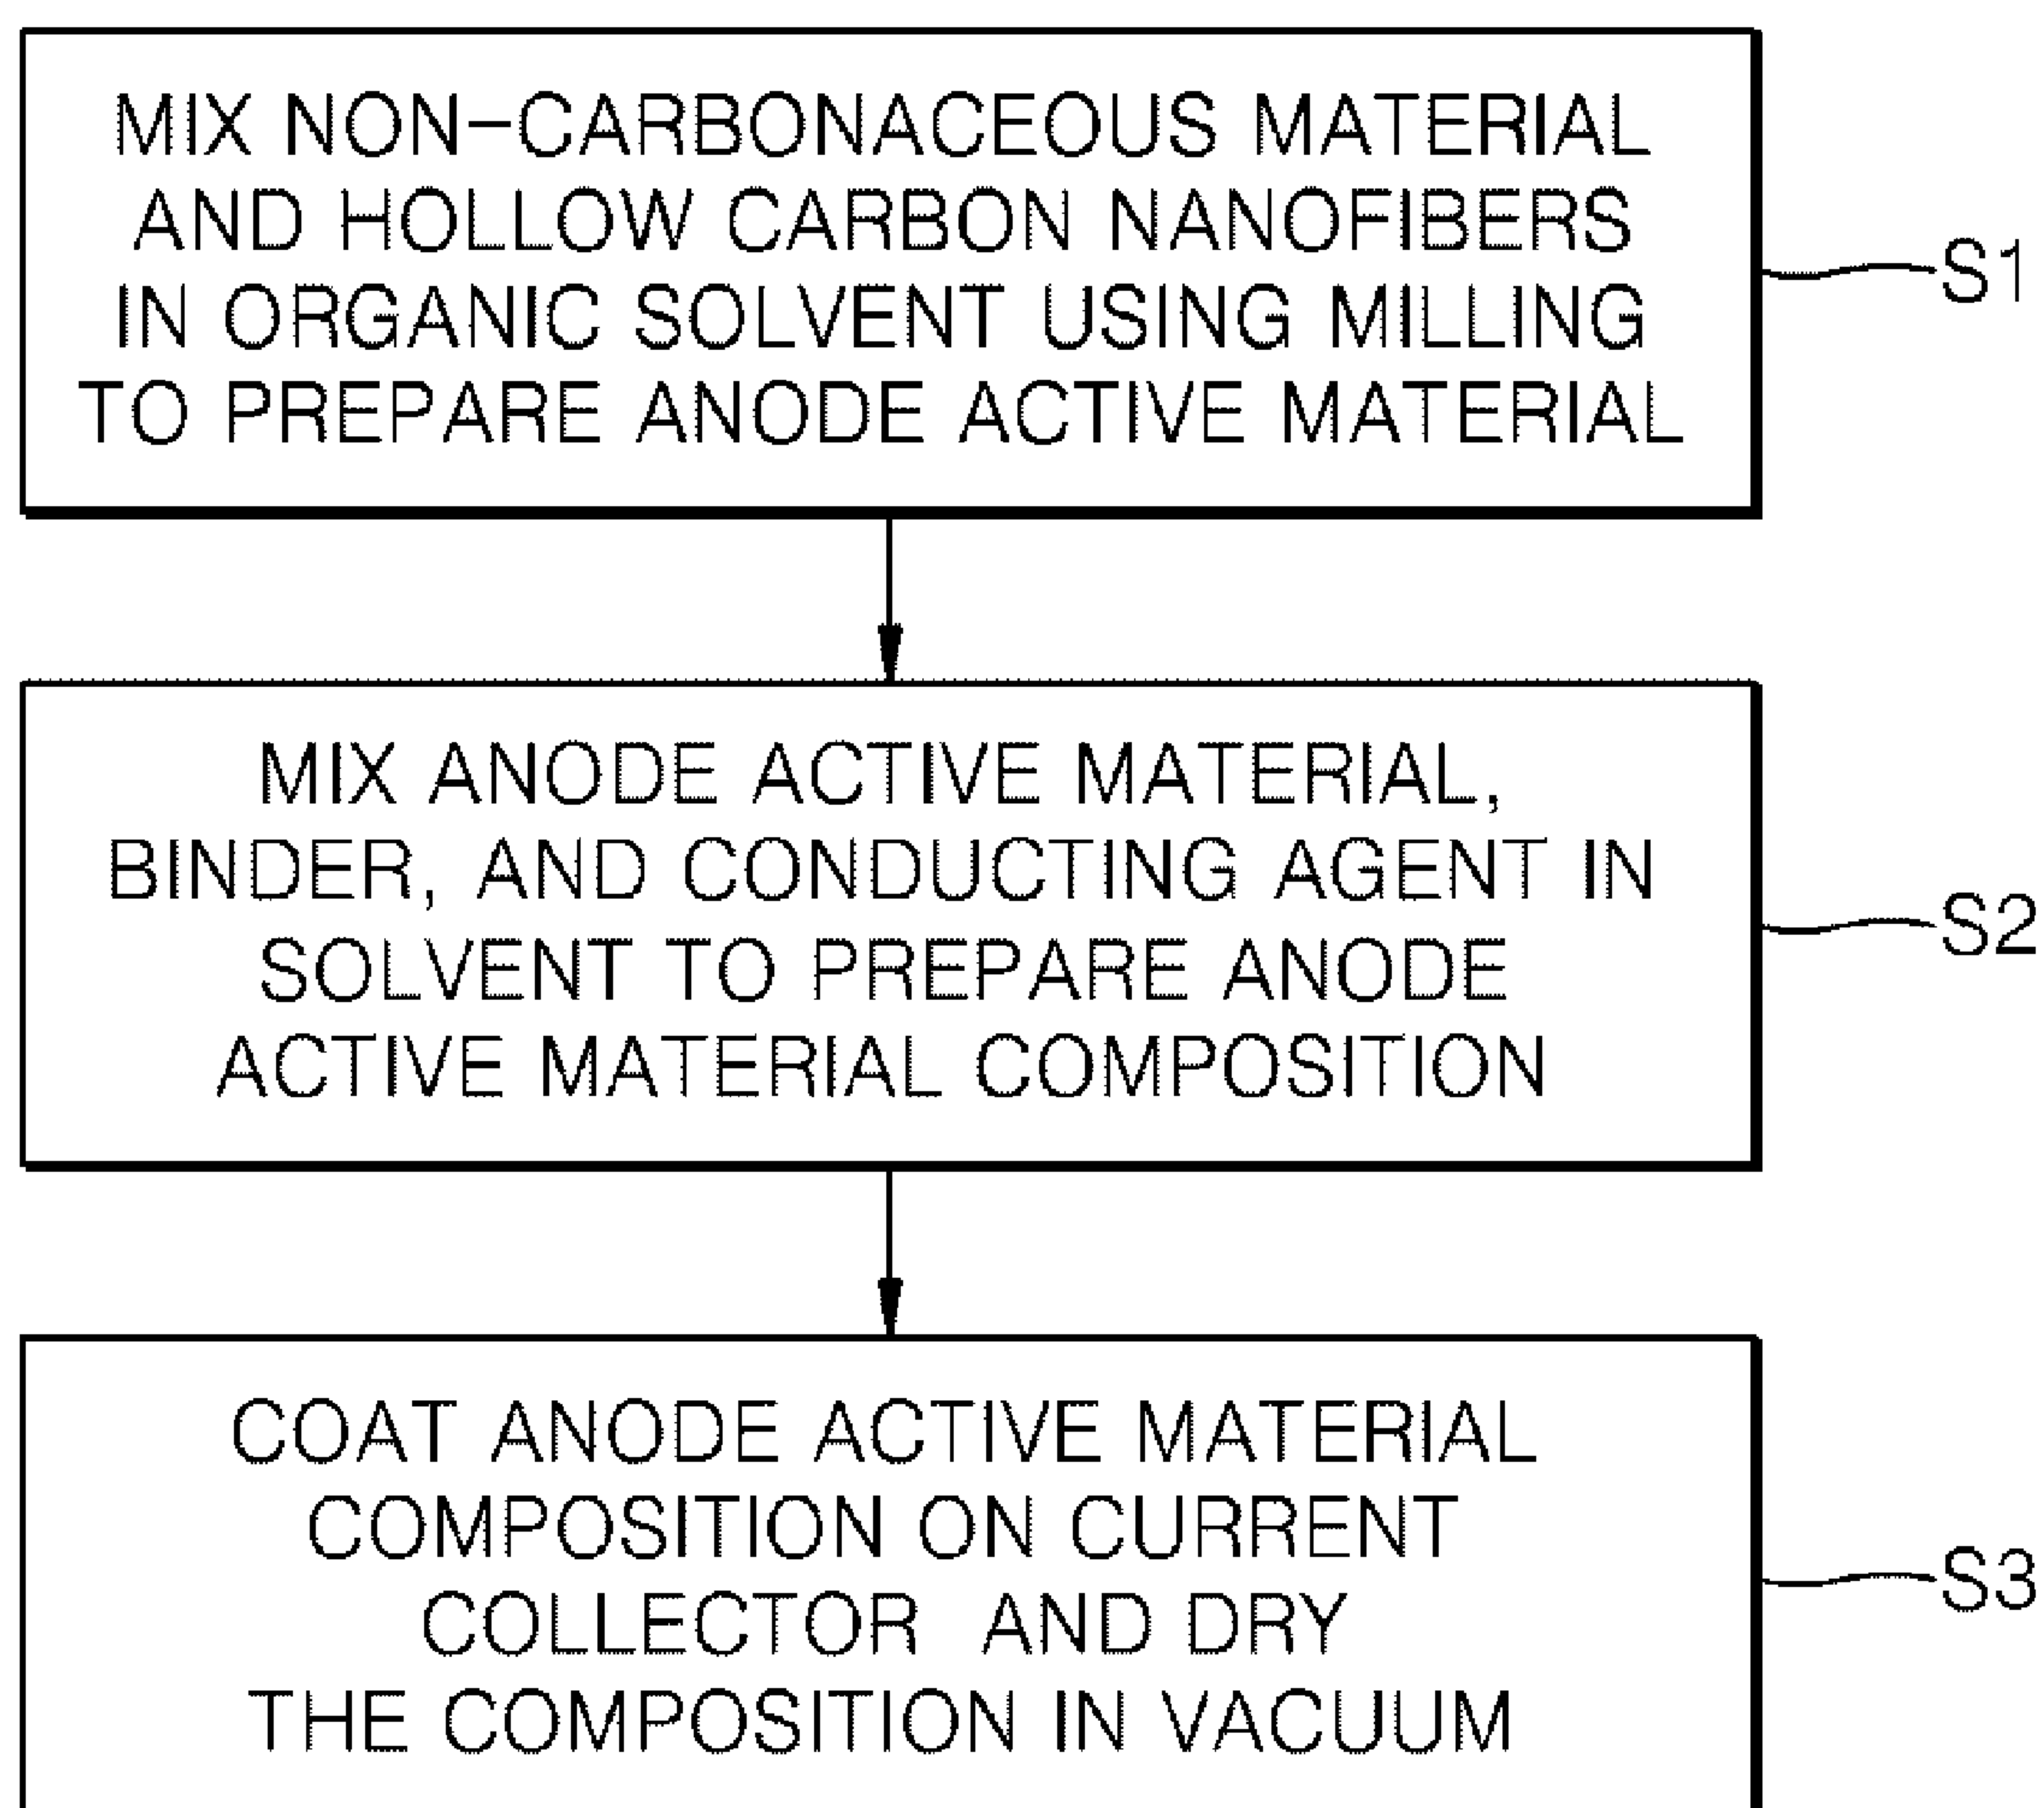 MIX NON-CARBONACEOUS MATERIAL
AND HOLLOW CARBON NANOFIBERS
IN ORGANIC SOLVENT USING MILLING
TO PREPARE ANODE ACTIVE MATERIAL
S1
MIX ANODE ACTIVE MATERIAL,
BINDER, AND CONDUCTING AGENT IN
SOLVENT TO PREPARE ANODE
ACTIVE MATERIAL COMPOSITION
S2
COAT ANODE ACTIVE MATERIAL
COMPOSITION ON CURRENT
COLLECTOR AND DRY
THE COMPOSITION IN VACUUM
S3